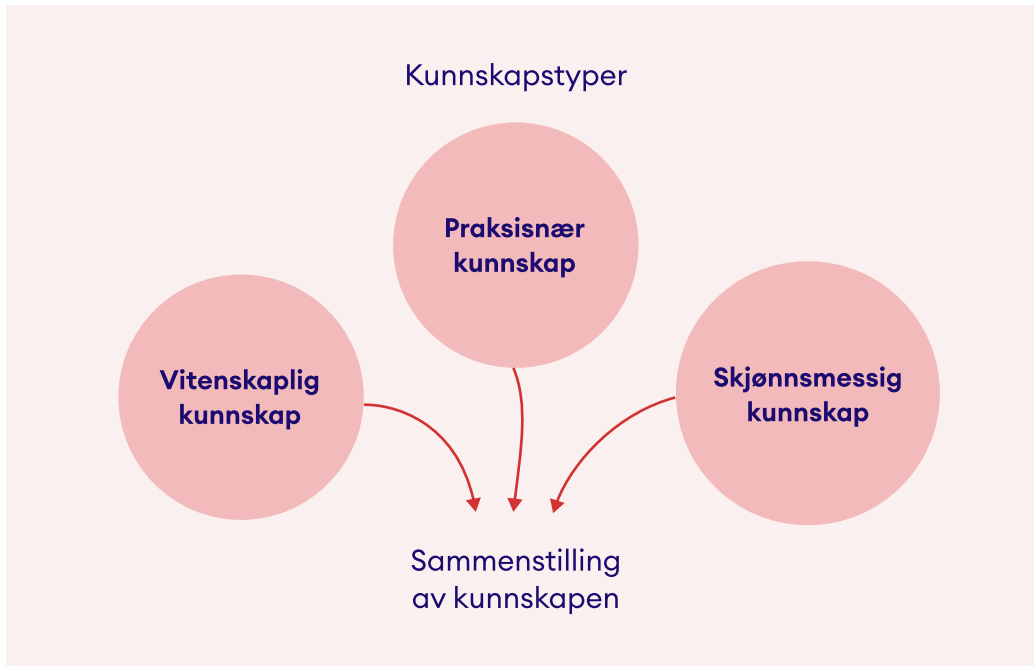 Kunnskapstyper
Praksisnær
kunnskap
Vitenskaplig
kunnskap
Skjønnsmessig
kunnskap
Sammenstilling
av kunnskapen